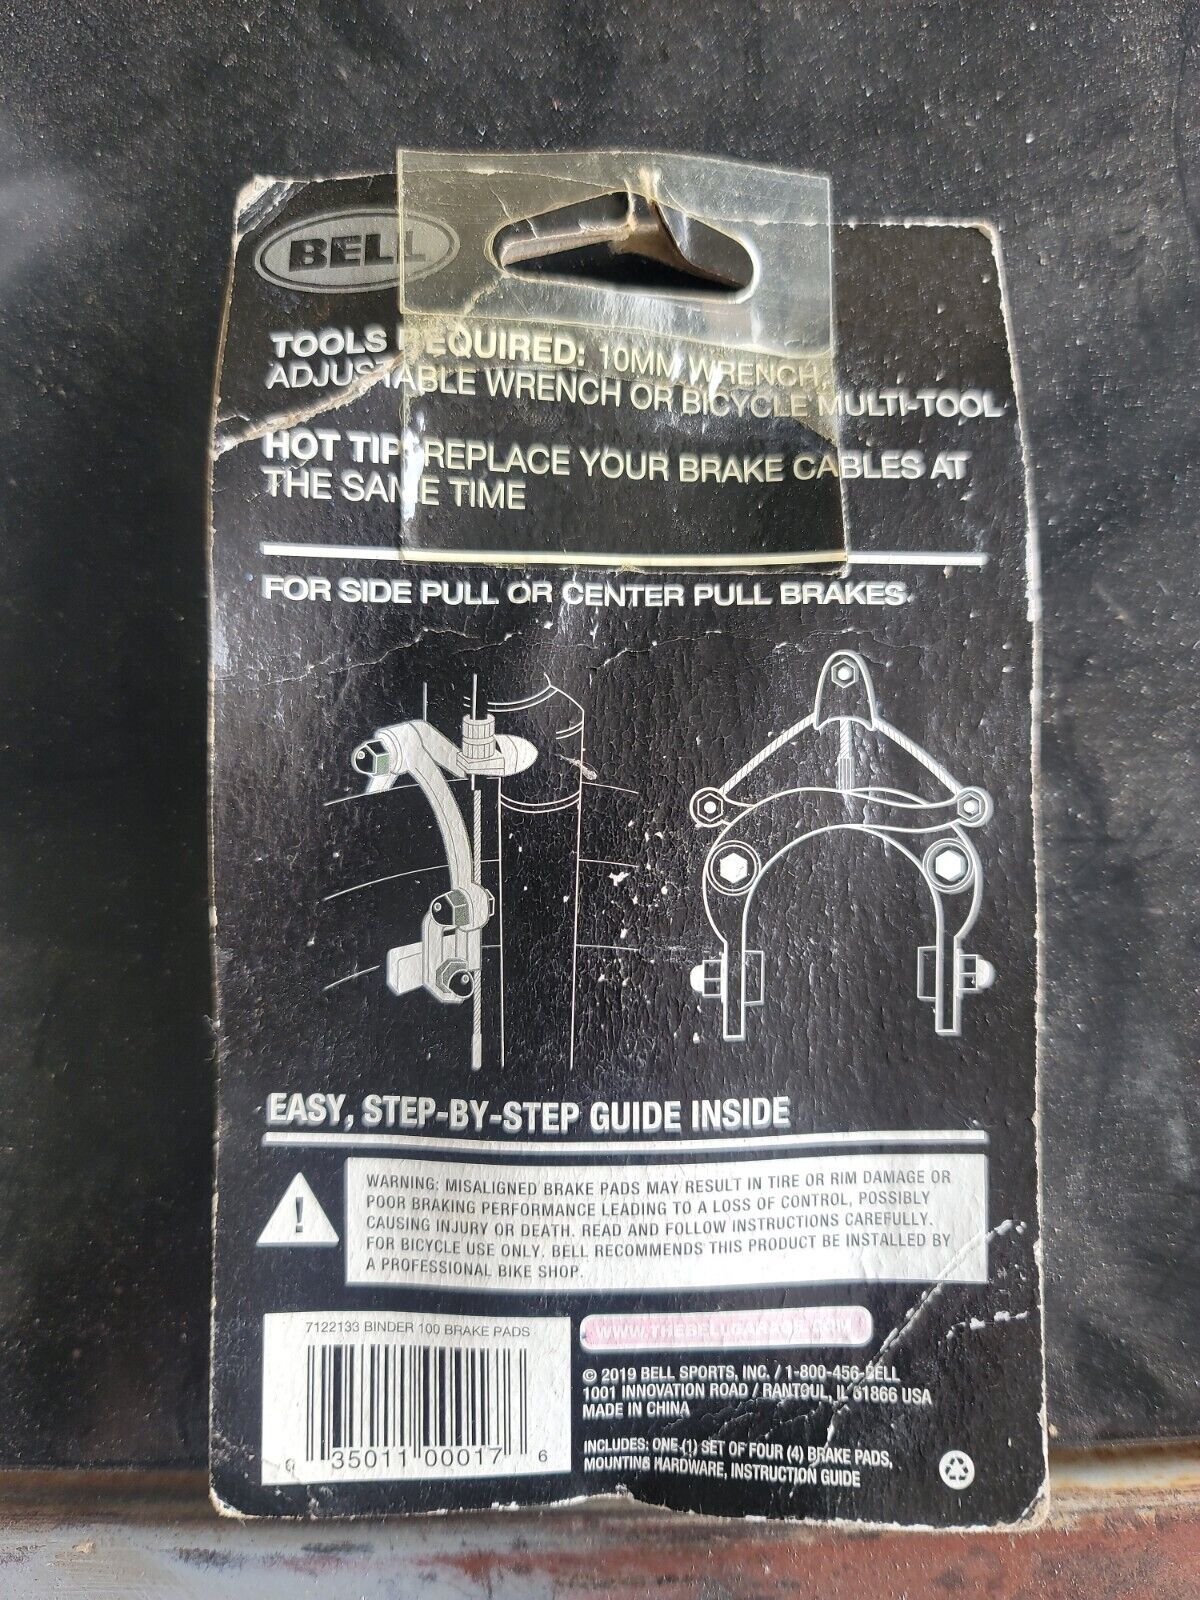 BELL
TOOLS REQUIRED: 10MM WRENCH,
ADJUSTABLE WRENCH OR BICYCLE MULTI-TOOL
HOT TIP: REPLACE YOUR BRAKE CABLES AT
THE SAME TIME
FOR SIDE PULL OR CENTER PULL BRAKES
EASY, STEP-BY-STEP GUIDE INSIDE
WARNING: MISALIGNED BRAKE PADS MAY RESULT IN TIRE OR RIM DAMAGE OR
POOR BRAKING PERFORMANCE LEADING TO A LOSS OF CONTROL, POSSIBLY
CAUSING INJURY OR DEATH. READ AND FOLLOW INSTRUCTIONS CAREFULLY.
FOR BICYCLE USE ONLY. BELL RECOMMENDS THIS PRODUCT BE INSTALLED BY
A PROFESSIONAL BIKE SHOP.
7122133 BINDER 100 BRAKE PADS
0 35011 00017 6
WWW.THEBELLGARAGE.COM
© 2019 BELL SPORTS, INC. / 1-800-456-BELL
1001 INNOVATION ROAD / RANTOUL, IL 61866 USA
MADE IN CHINA
INCLUDES: ONE (1) SET OF FOUR (4) BRAKE PADS,
MOUNTING HARDWARE, INSTRUCTION GUIDE